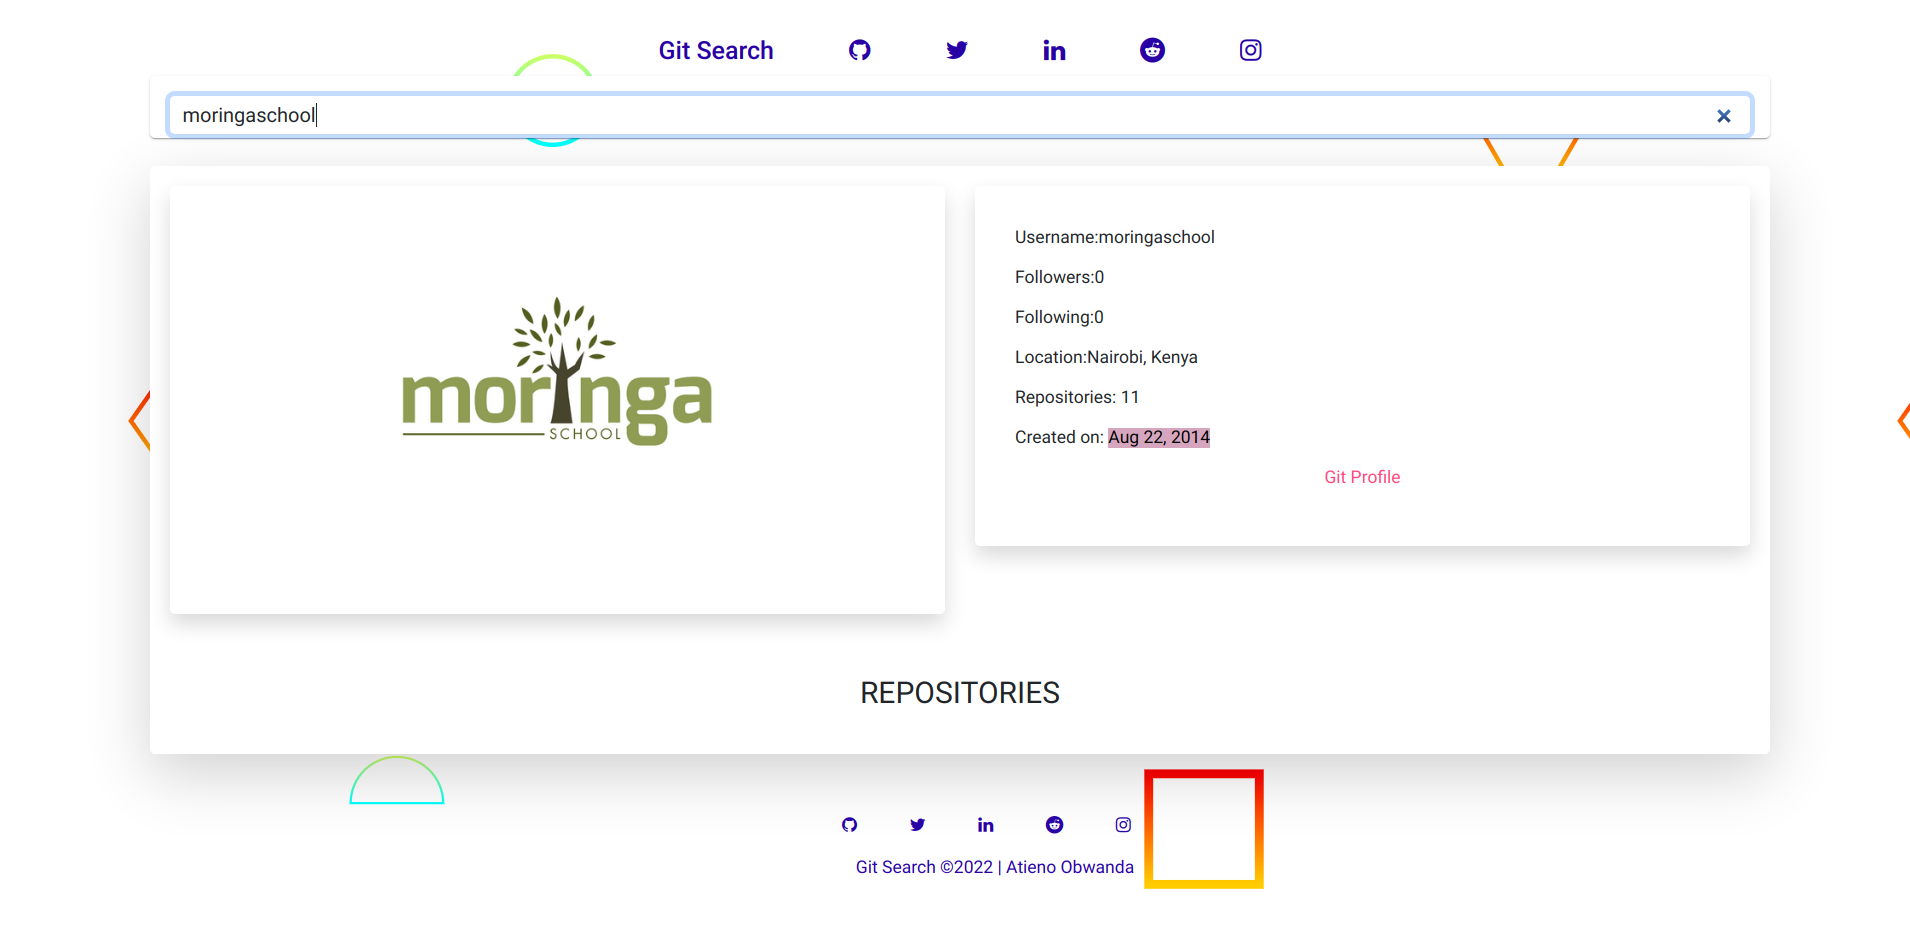 Git Search
moringaschool
moringa
SCHOOL
Username:moringaschool
Followers:0
Following:0
Location:Nairobi, Kenya
Repositories: 11
Created on: Aug 22, 2014
Git Profile
REPOSITORIES
Git Search ©2022 | Atieno Obwanda